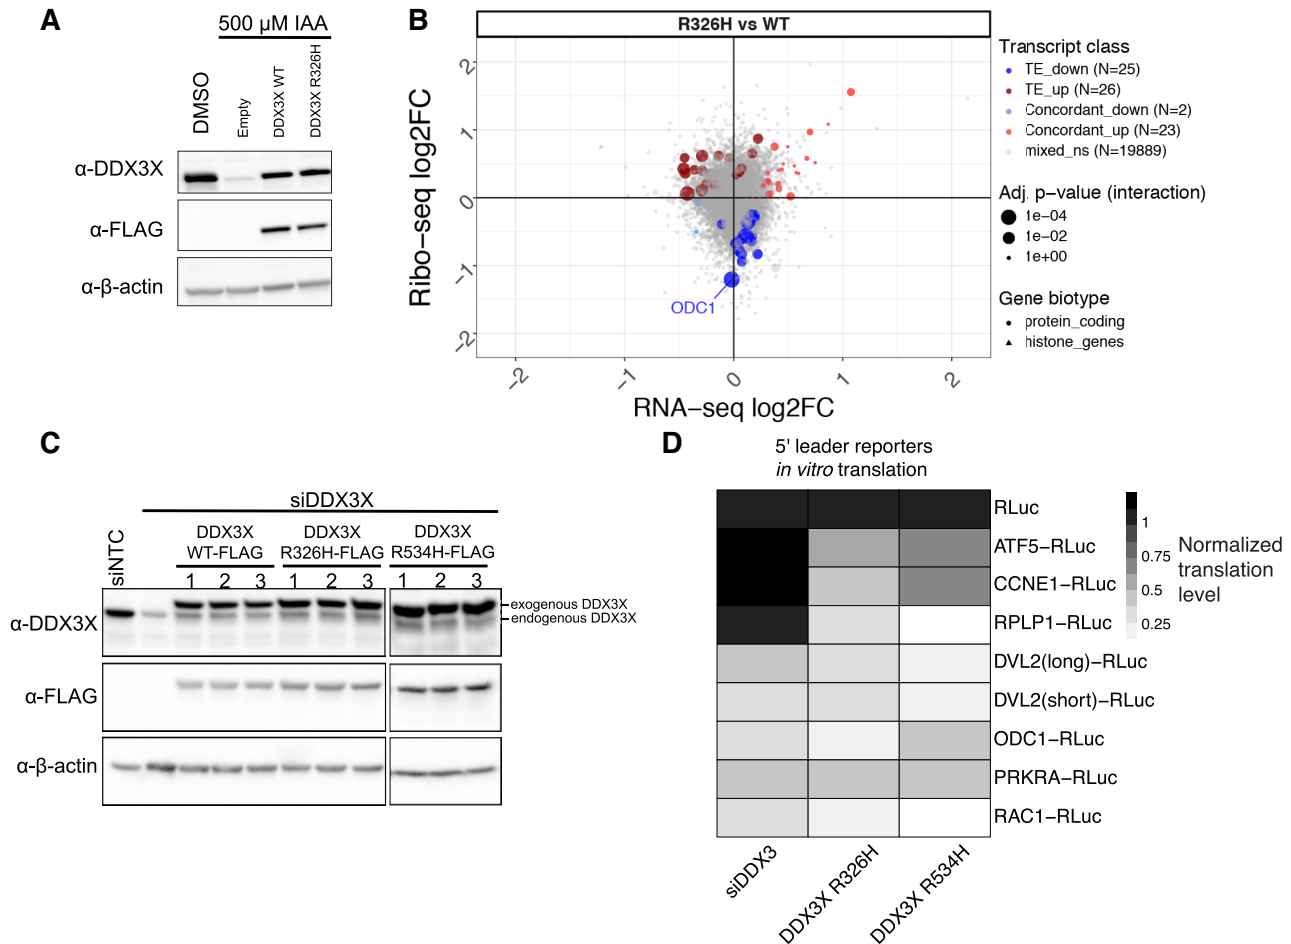 A
500 µM IAA
DMSO
Empty
DDX3X WT
DDX3X R326H
α-DDX3X
α-FLAG
α-β-actin
B
R326H vs WT
Ribo−seq log2FC
2
1
0
−1
−2
ODC1
−2
−1
0
1
2
RNA−seq log2FC
Transcript class
TE_down (N=25)
TE_up (N=26)
Concordant_down (N=2)
Concordant_up (N=23)
mixed_ns (N=19889)
Adj. p−value (interaction)
1e−04
1e−02
1e+00
Gene biotype
protein_coding
histone_genes
C
siDDX3X
siNTC
DDX3X
WT-FLAG
DDX3X
R326H-FLAG
DDX3X
R534H-FLAG
1 2 3 1 2 3 1 2 3
exogenous DDX3X
endogenous DDX3X
α-DDX3X
α-FLAG
α-β-actin
D
5' leader reporters
in vitro translation
RLuc
ATF5−RLuc
CCNE1−RLuc
RPLP1−RLuc
DVL2(long)−RLuc
DVL2(short)−RLuc
ODC1−RLuc
PRKRA−RLuc
RAC1−RLuc
siDDX3
DDX3X R326H
DDX3X R534H
1
0.75
0.5
0.25
Normalized
translation
level